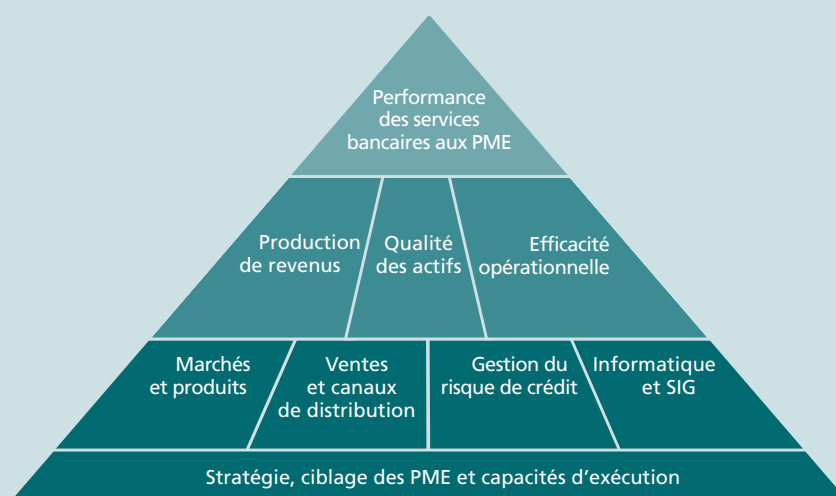 Performance
des services
bancaires aux PME
Production
de revenus
Qualité
des actifs
Efficacité
opérationnelle
Marchés
et produits
Ventes
et canaux
de distribution
Gestion du
risque de crédit
Informatique
et SIG
Stratégie, ciblage des PME et capacités d’exécution